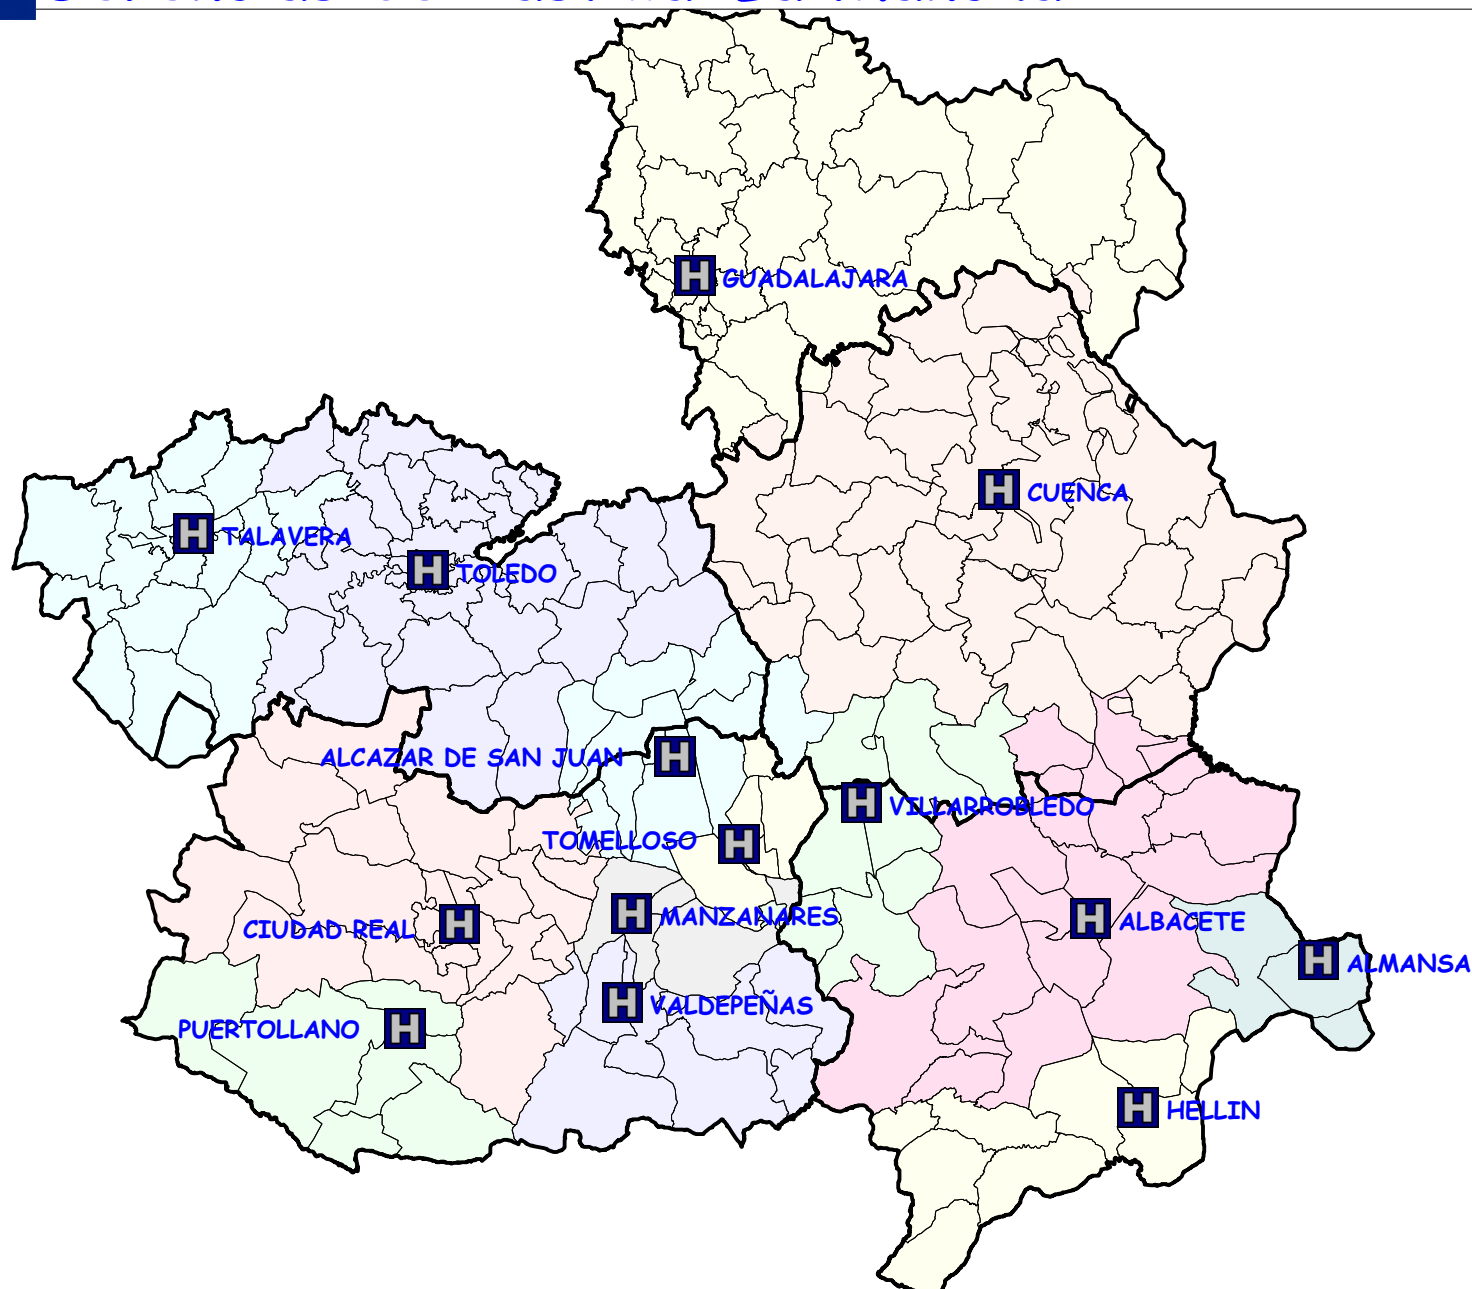 H GUADALAJARA
H CUENCA
H TALAVERA
H TOLEDO
ALCAZAR DE SAN JUAN H
H VILLARROBLEDO
TOMELLOSO H
H MANZANARES
CIUDAD REAL H
H ALBACETE
H ALMANSA
H VALDEPEÑAS
PUERTOLLANO H
H HELLIN